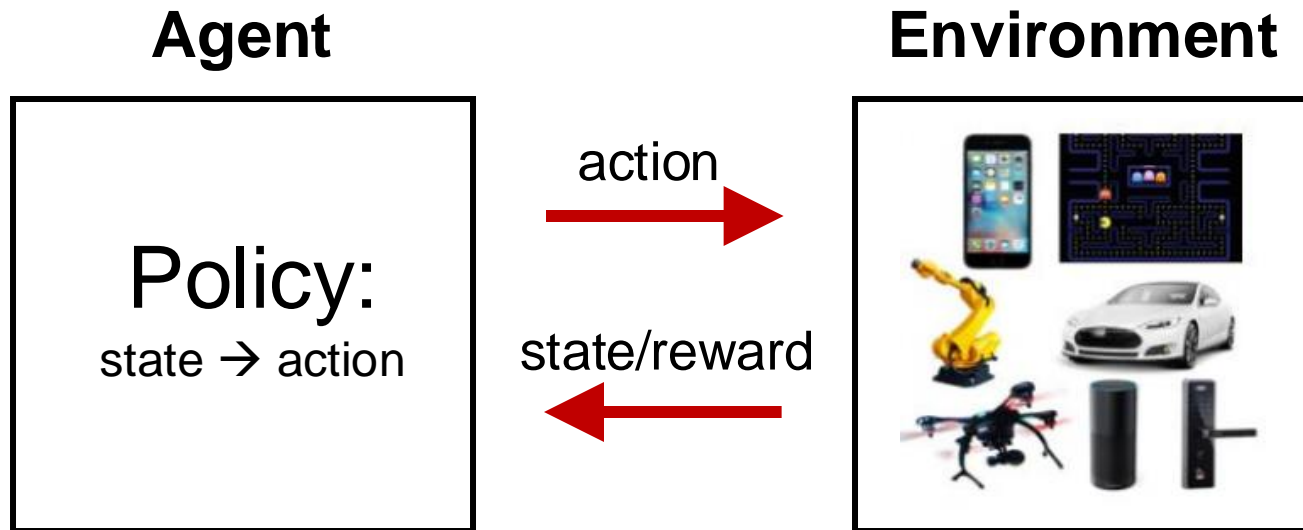 Agent
Environment
Policy:
state → action
action
state/reward